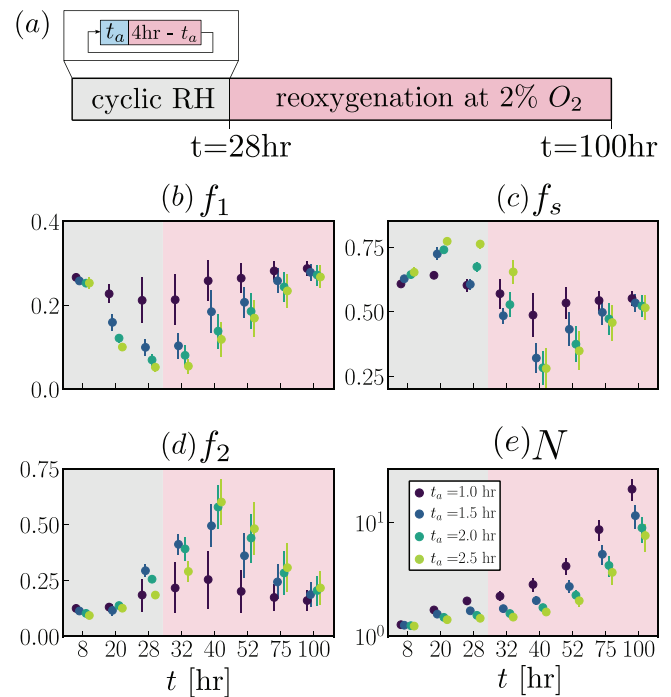 (a)
t_a 4hr - t_a
cyclic RH reoxygenation at 2% O_2
t=28hr t=100hr
(b) f_1 (c) f_s
0.4
0.2
0.0
0.75
0.50
0.25
(d) f_2 (e) N
0.75
0.50
0.25
0.00
10^1
10^0
t_a =1.0 hr
t_a =1.5 hr
t_a =2.0 hr
t_a =2.5 hr
8 20 28 32 40 52 75 100
8 20 28 32 40 52 75 100
t [hr] t [hr]